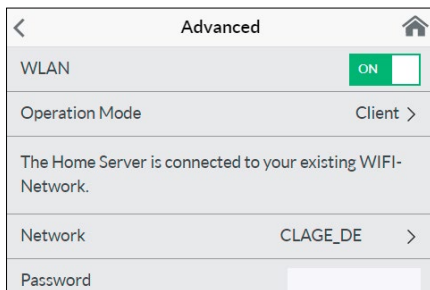 Advanced
WLAN ON
Operation Mode Client
The Home Server is connected to your existing WIFI-
Network.
Network CLAGE_DE
Password